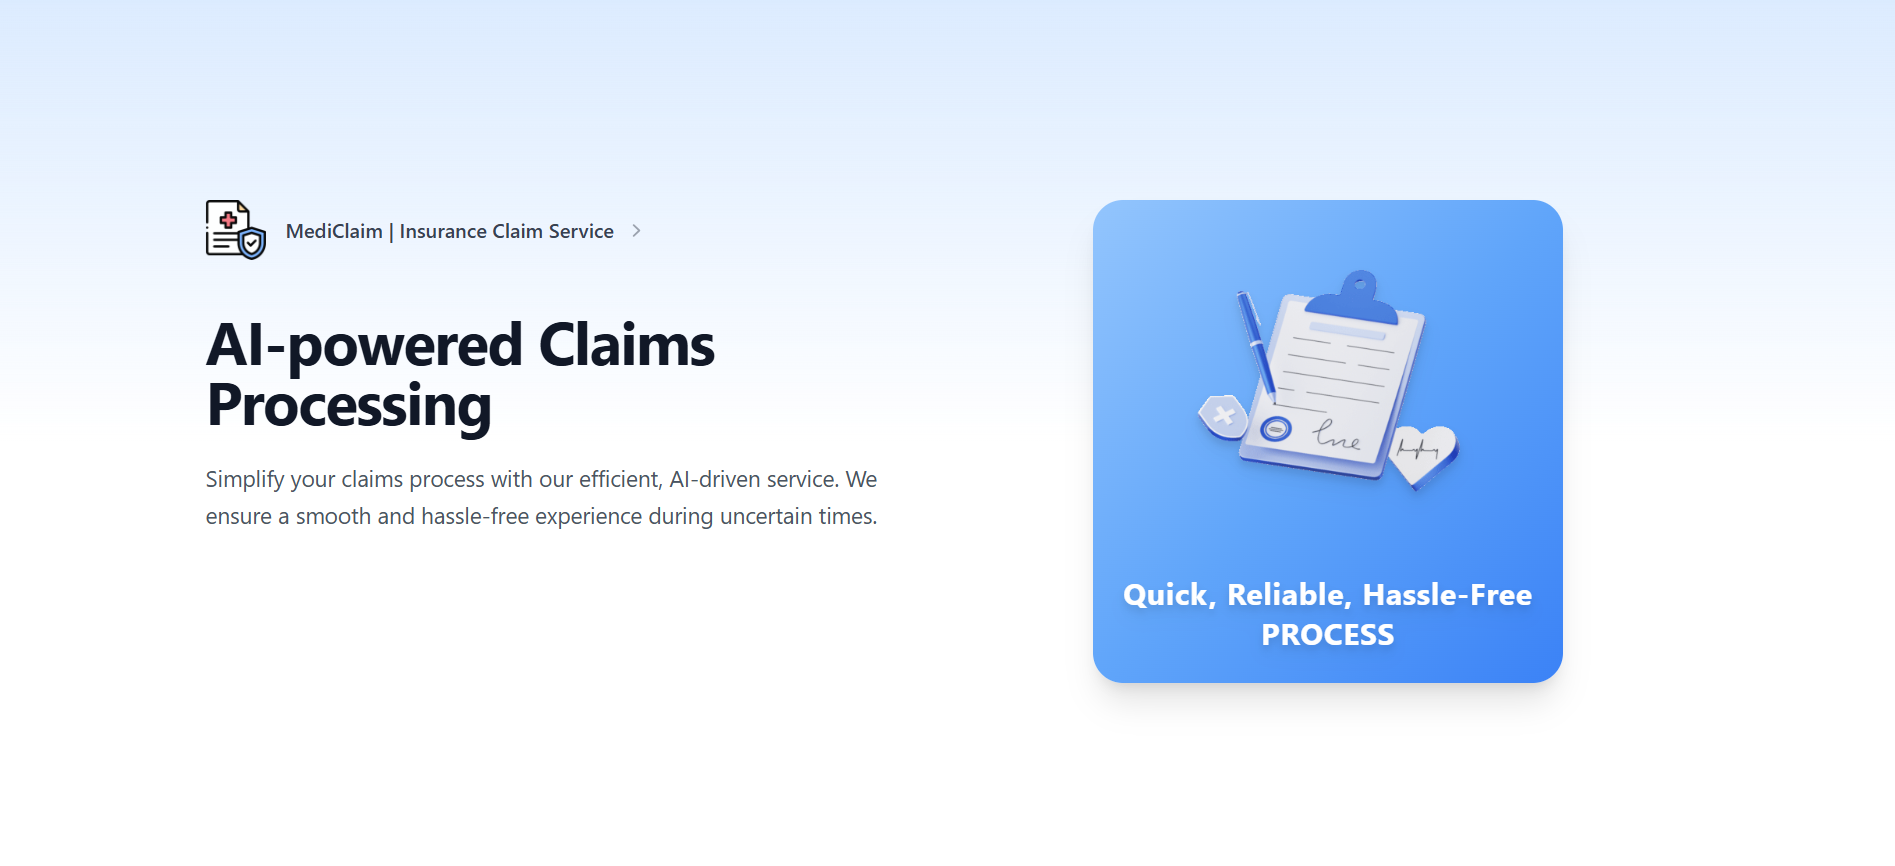 MediClaim | Insurance Claim Service
AI-powered Claims
Processing
Simplify your claims process with our efficient, AI-driven service. We
ensure a smooth and hassle-free experience during uncertain times.
Quick, Reliable, Hassle-Free
PROCESS